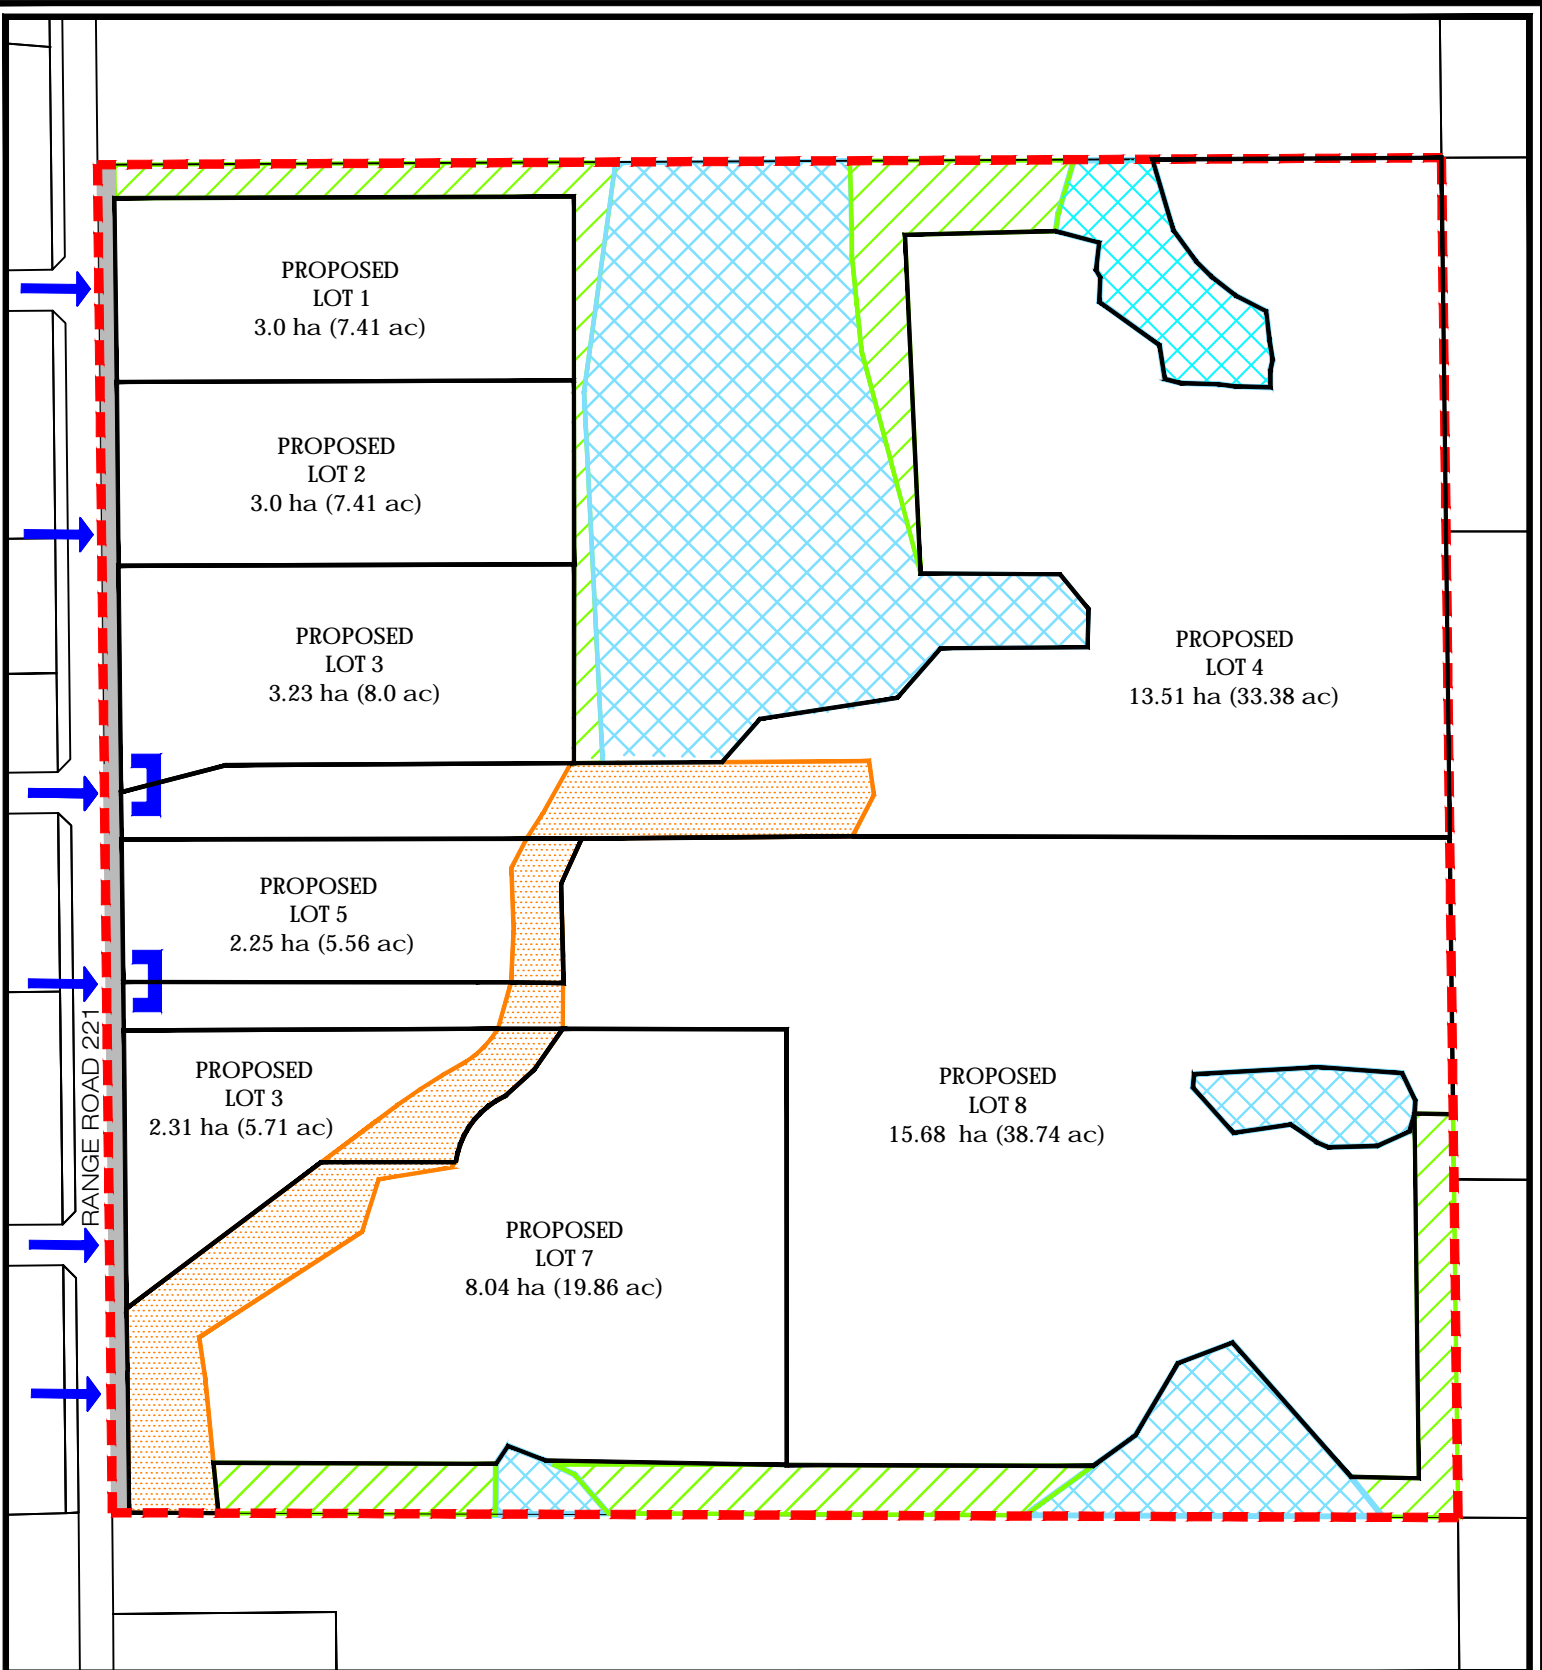 PROPOSED
LOT 1
3.0 ha (7.41 ac)
PROPOSED
LOT 2
3.0 ha (7.41 ac)
PROPOSED
LOT 3
3.23 ha (8.0 ac)
PROPOSED
LOT 4
13.51 ha (33.38 ac)
PROPOSED
LOT 5
2.25 ha (5.56 ac)
PROPOSED
LOT 3
2.31 ha (5.71 ac)
PROPOSED
LOT 8
15.68 ha (38.74 ac)
PROPOSED
LOT 7
8.04 ha (19.86 ac)
RANGE ROAD 221